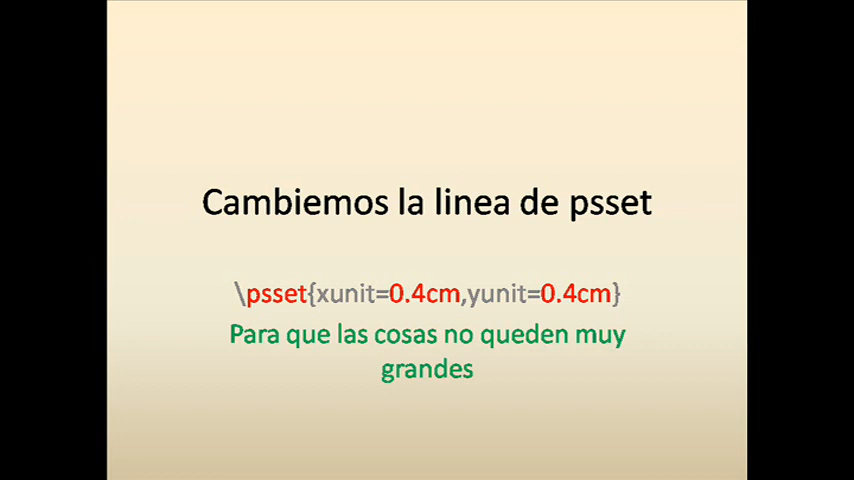 Cambiemos la linea de psset
\psset{xunit=0.4cm,yunit=0.4cm}
Para que las cosas no queden muy
grandes